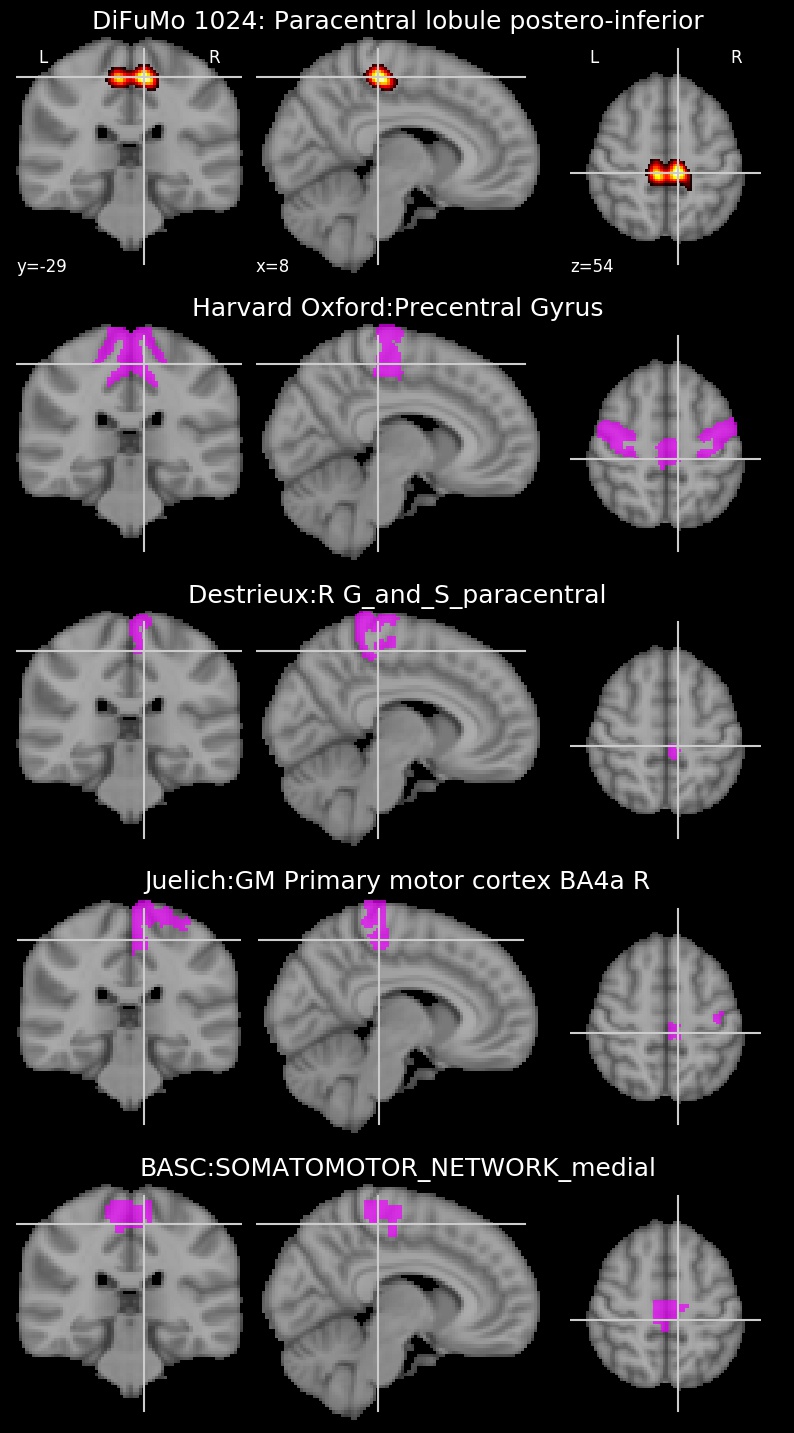 DiFuMo 1024: Paracentral lobule postero-inferior
L R L R
y=-29 x=8 z=54
Harvard Oxford:Precentral Gyrus
Destrieux:R G_and_S_paracentral
Juelich:GM Primary motor cortex BA4a R
BASC:SOMATOMOTOR_NETWORK_medial